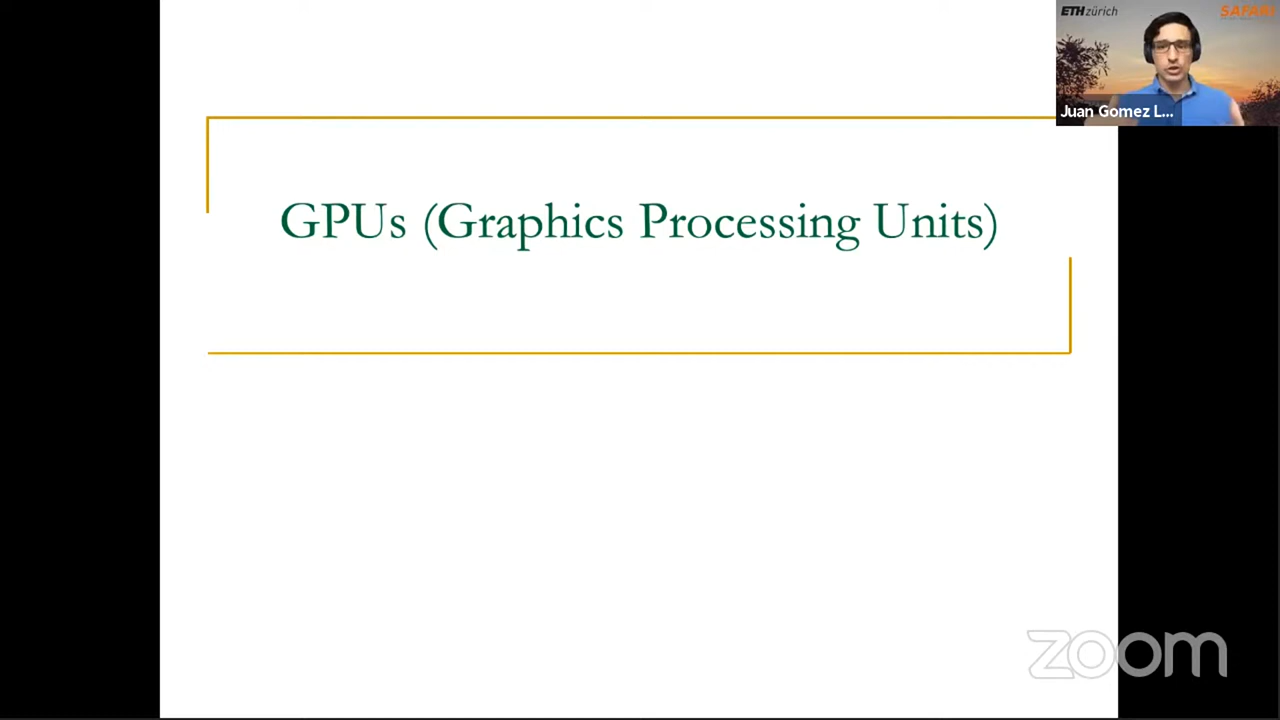 ETH zürich
SAFARI
Juan Gomez L...
GPUs (Graphics Processing Units)
zoom